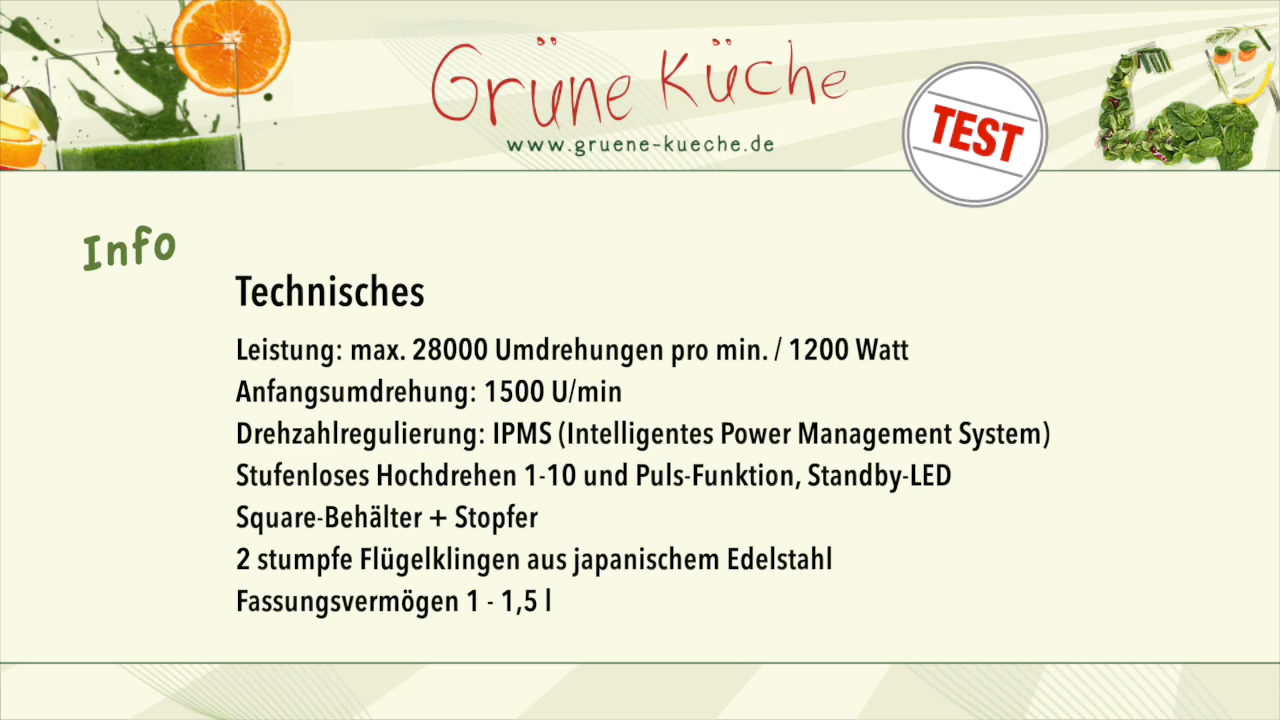 Grüne Küche
www.gruene-kueche.de
TEST
Info
Technisches
Leistung: max. 28000 Umdrehungen pro min. / 1200 Watt
Anfangsumdrehung: 1500 U/min
Drehzahlregulierung: IPMS (Intelligentes Power Management System)
Stufenloses Hochdrehen 1-10 und Puls-Funktion, Standby-LED
Square-Behälter + Stopfer
2 stumpfe Flügelklingen aus japanischem Edelstahl
Fassungsvermögen 1 - 1,5 l